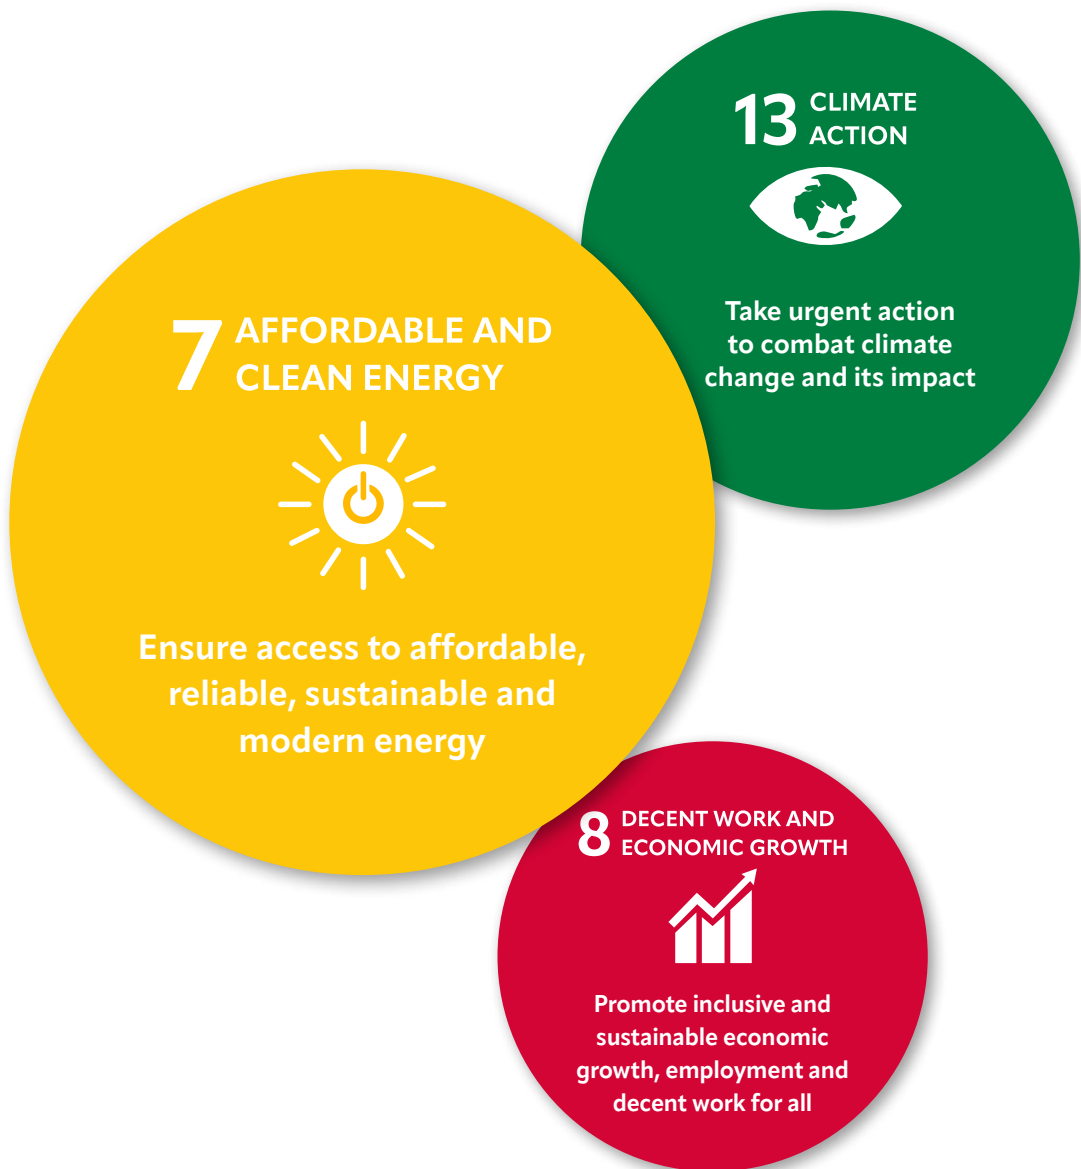 13 CLIMATE
ACTION
Take urgent action
to combat climate
change and its impact
7 AFFORDABLE AND
CLEAN ENERGY
Ensure access to affordable,
reliable, sustainable and
modern energy
8 DECENT WORK AND
ECONOMIC GROWTH
Promote inclusive and
sustainable economic
growth, employment and
decent work for all